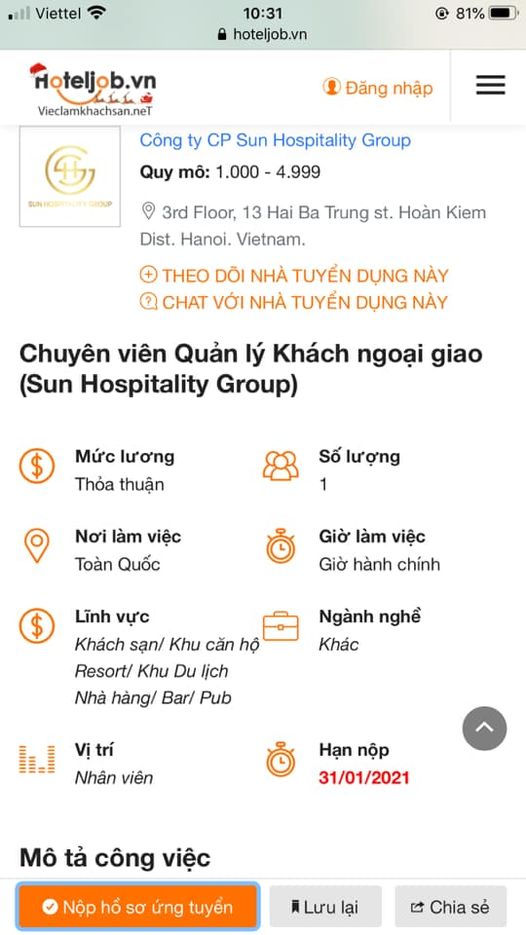 Viettel 10:31 81%
hoteljob.vn
Hoteljob.vn
Vieclamkhachsan.neT
Đăng nhập
SUN HOSPITALITY GROUP
Công ty CP Sun Hospitality Group
Quy mô: 1.000 - 4.999
3rd Floor, 13 Hai Ba Trung st. Hoàn Kiem
Dist. Hanoi. Vietnam.
THEO DÕI NHÀ TUYỂN DỤNG NÀY
CHAT VỚI NHÀ TUYỂN DỤNG NÀY
Chuyên viên Quản lý Khách ngoại giao
(Sun Hospitality Group)
Mức lương
Thỏa thuận
Số lượng
1
Nơi làm việc
Toàn Quốc
Giờ làm việc
Giờ hành chính
Lĩnh vực
Khách sạn/ Khu căn hộ
Resort/ Khu Du lịch
Nhà hàng/ Bar/ Pub
Ngành nghề
Khác
Vị trí
Nhân viên
Hạn nộp
31/01/2021
Mô tả công việc
Nộp hồ sơ ứng tuyển
Lưu lại
Chia sẻ